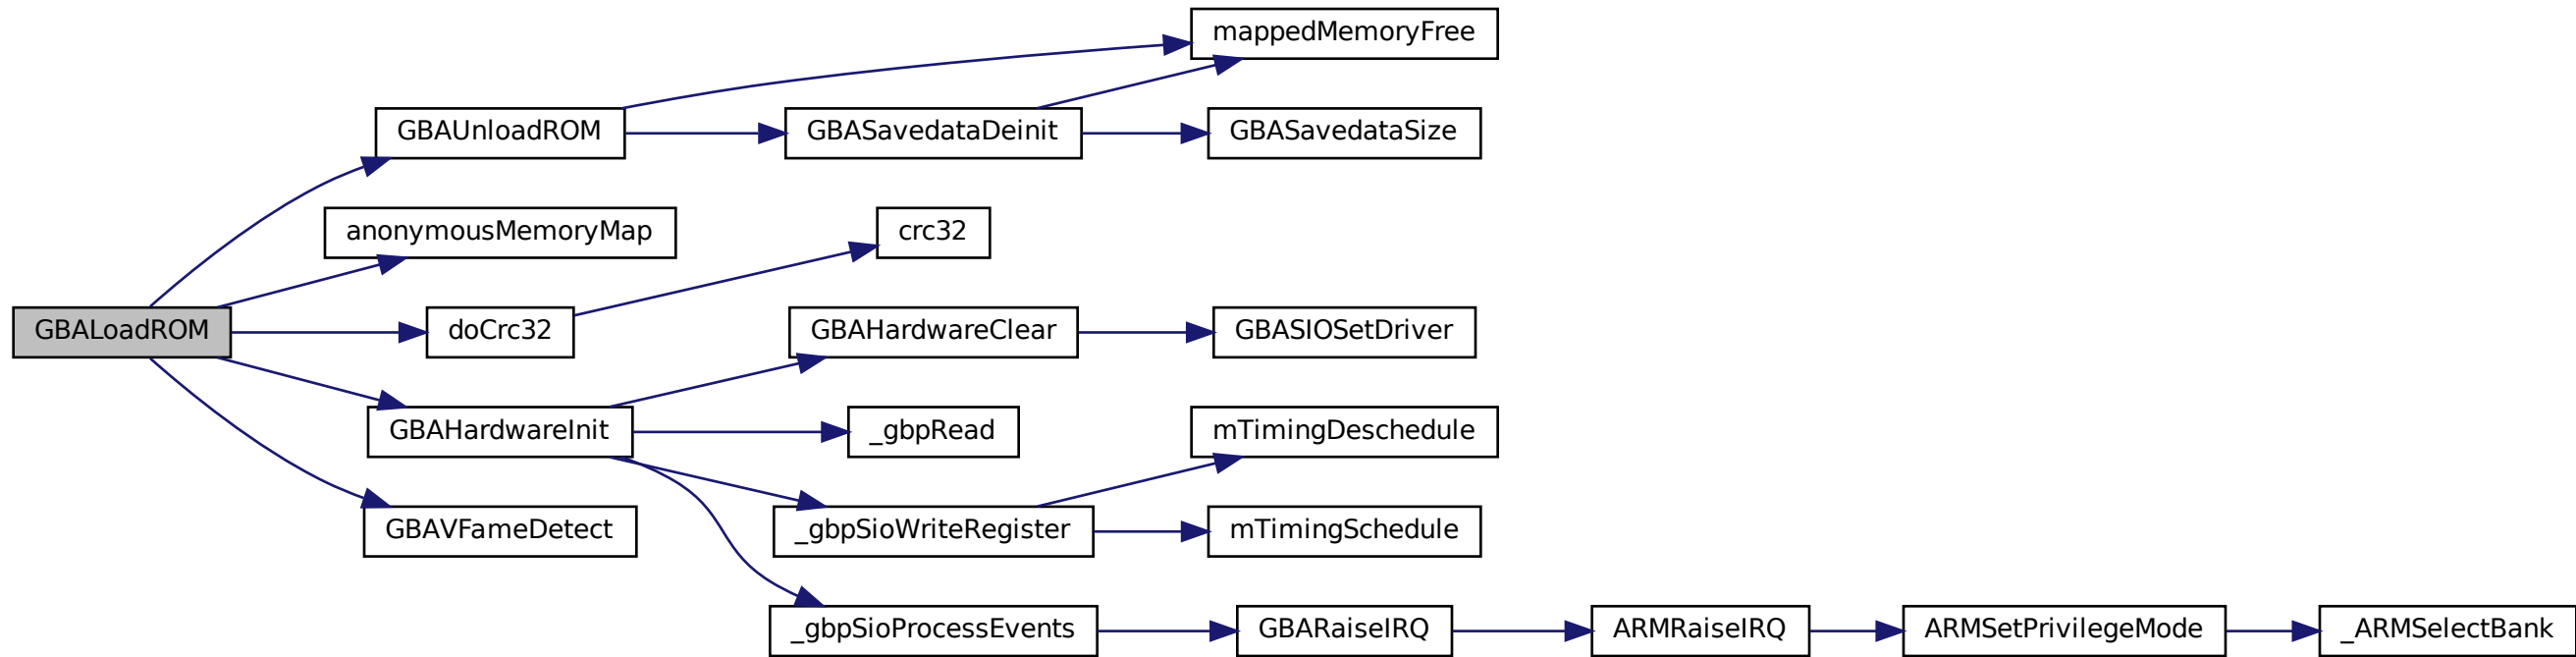 mappedMemoryFree
GBAUnloadROM
GBASavedataDeinit
GBASavedataSize
anonymousMemoryMap
crc32
GBALoadROM
doCrc32
GBAHardwareClear
GBASIOSetDriver
GBAHardwareInit
_gbpRead
mTimingDeschedule
GBAVFameDetect
_gbpSioWriteRegister
mTimingSchedule
_gbpSioProcessEvents
GBARaiseIRQ
ARMRaiseIRQ
ARMSetPrivilegeMode
_ARMSelectBank